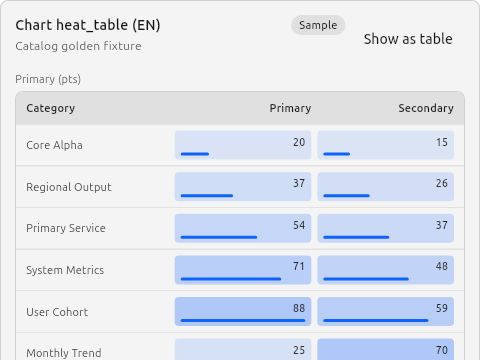 Chart heat_table (EN)
Sample
Show as table
Catalog golden fixture
Primary (pts)
Category Primary Secondary
Core Alpha 20 15
Regional Output 37 26
Primary Service 54 37
System Metrics 71 48
User Cohort 88 59
Monthly Trend 25 70